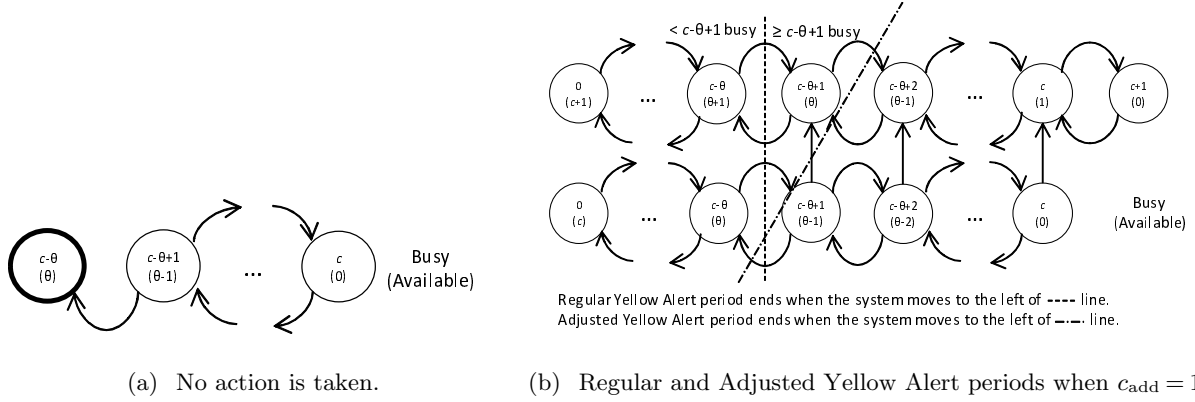 < c-θ+1 busy
≥ c-θ+1 busy
0
(c+1)
...
c-θ
(θ+1)
c-θ+1
(θ)
c-θ+2
(θ-1)
...
c
(1)
c+1
(0)
0
(c)
...
c-θ
(θ)
c-θ+1
(θ-1)
c-θ+2
(θ-2)
...
c
(0)
Busy
(Available)
c-θ
(θ)
c-θ+1
(θ-1)
...
c
(0)
Busy
(Available)
Regular Yellow Alert period ends when the system moves to the left of ---- line.
Adjusted Yellow Alert period ends when the system moves to the left of —·—· line.
(a) No action is taken.
(b) Regular and Adjusted Yellow Alert periods when c_add = 1